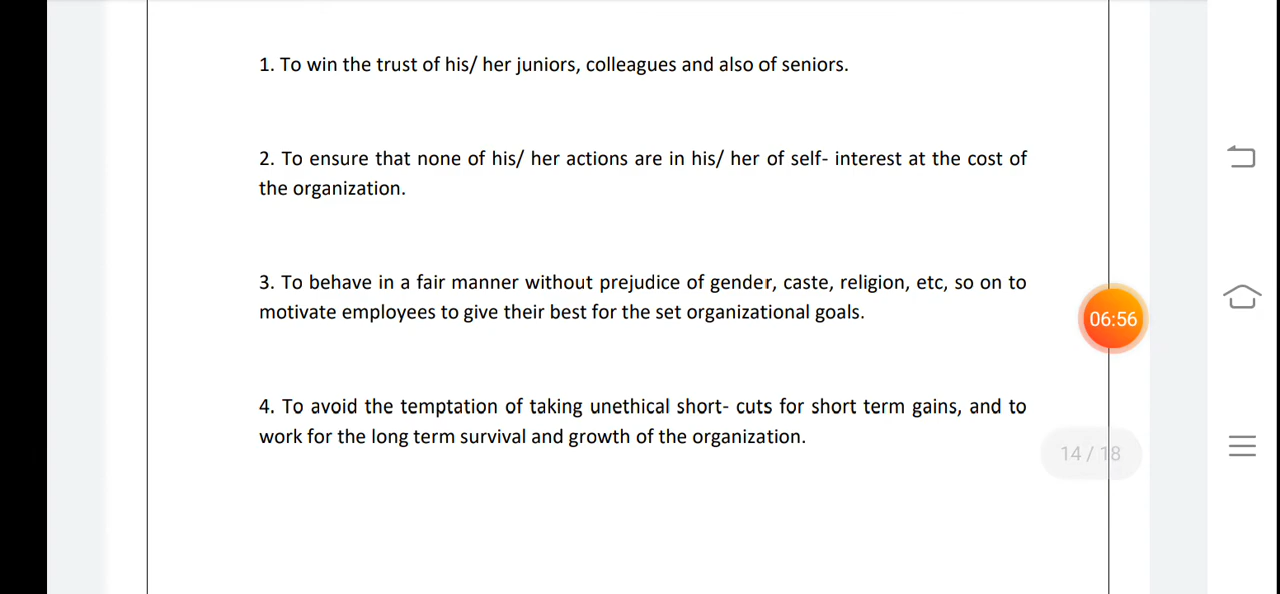 1. To win the trust of his/ her juniors, colleagues and also of seniors.
2. To ensure that none of his/ her actions are in his/ her of self- interest at the cost of
the organization.
3. To behave in a fair manner without prejudice of gender, caste, religion, etc, so on to
motivate employees to give their best for the set organizational goals.
06:56
4. To avoid the temptation of taking unethical short- cuts for short term gains, and to
work for the long term survival and growth of the organization.
14 / 18